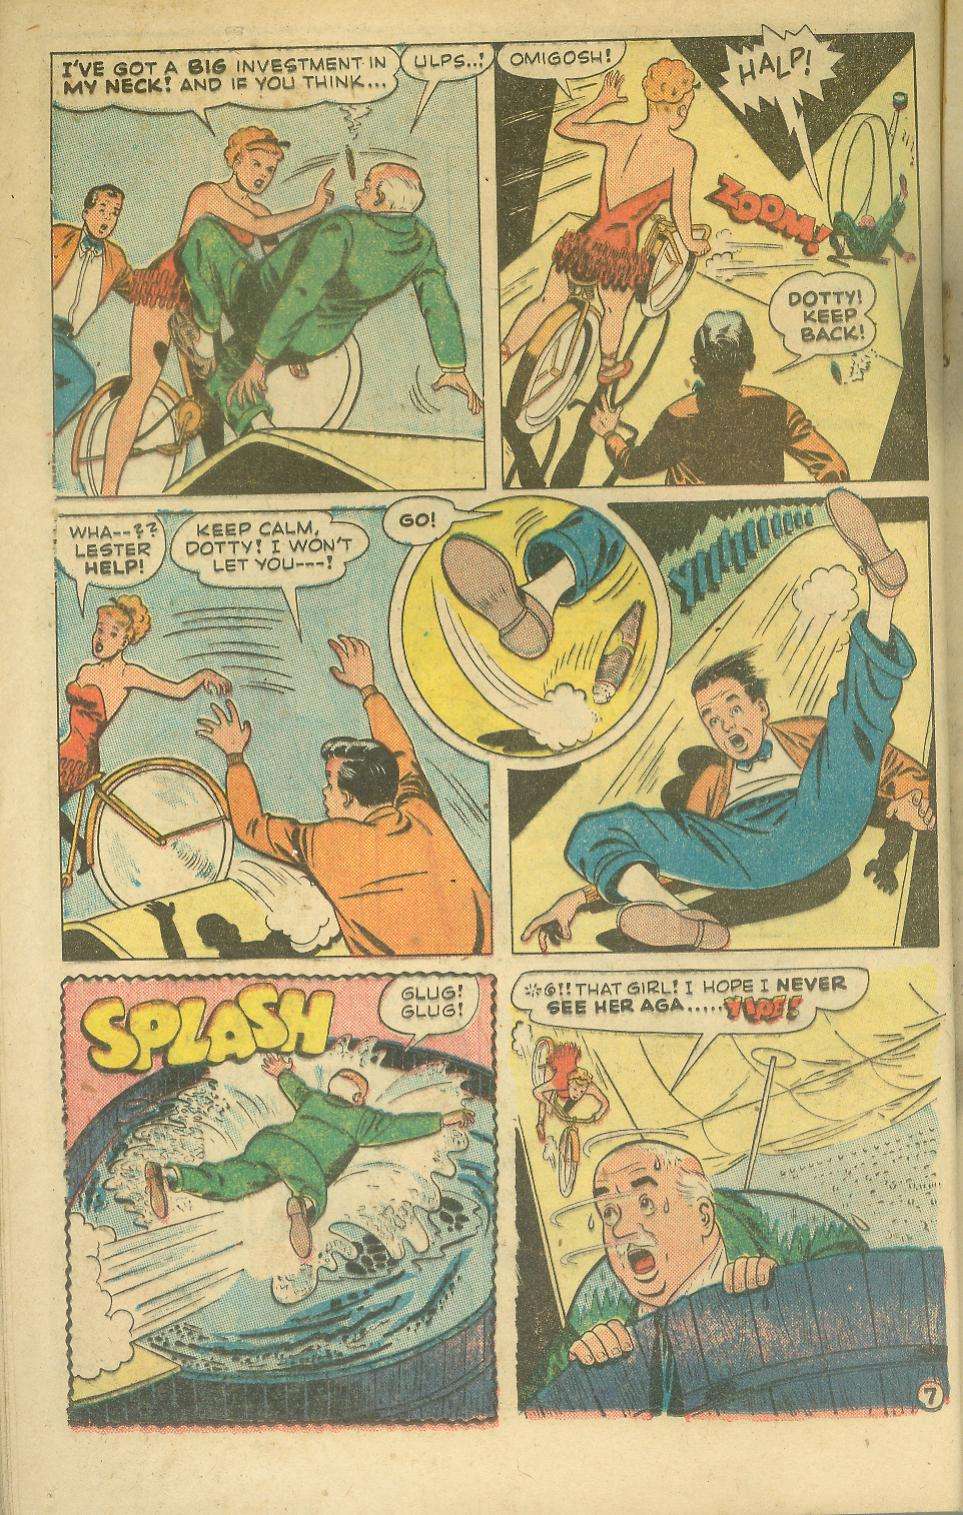 I'VE GOT A BIG INVESTMENT IN
MY NECK! AND IF YOU THINK...
ULPS..!
OMIGOSH!
HALP!
ZOOM!
DOTTY!
KEEP
BACK!
WHA--??
LESTER
HELP!
KEEP CALM,
DOTTY! I WON'T
LET YOU---!
GO!
YIIIIIII
SPLASH
GLUG!
GLUG!
*@!! THAT GIRL! I HOPE I NEVER
SEE HER AGA.....YIPE!
7